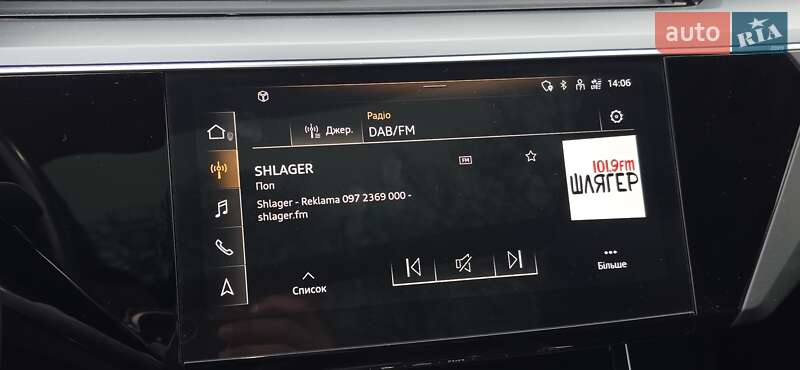 auto RIA
14:06
Радіо
Джер.
DAB/FM
SHLAGER
FM
Поп
Shlager - Reklama 097 2369 000 -
shlager.fm
101.9FM
ШЛЯГЕР
Список
Більше